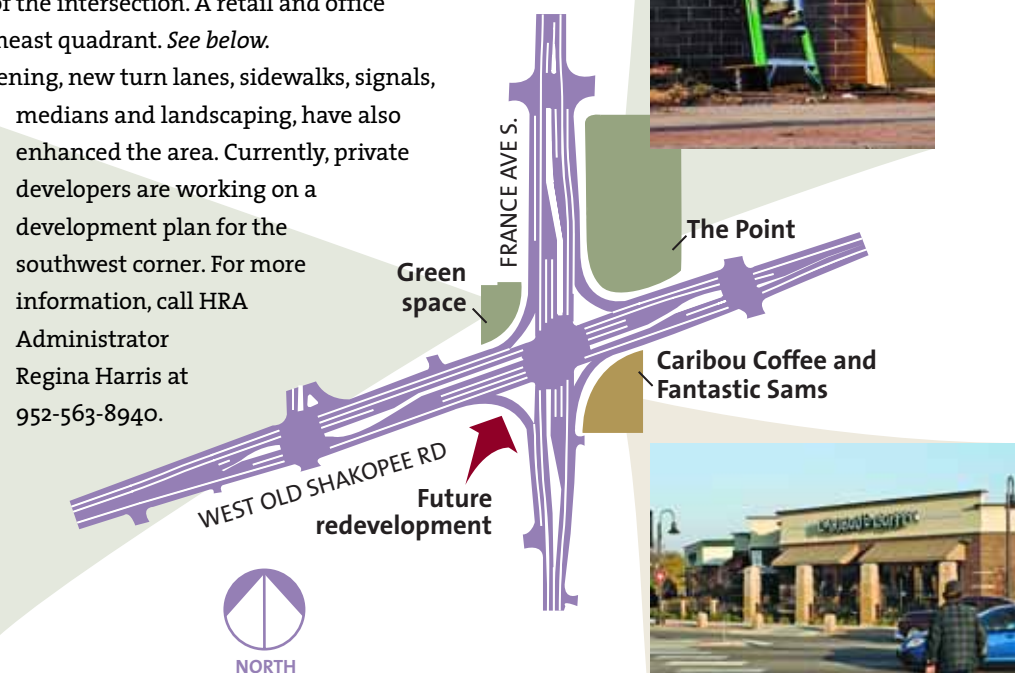 of the intersection. A retail and office
heast quadrant. See below.
ening, new turn lanes, sidewalks, signals,
medians and landscaping, have also
enhanced the area. Currently, private
developers are working on a
development plan for the
southwest corner. For more
information, call HRA
Administrator
Regina Harris at
952-563-8940.
FRANCE AVE S.
The Point
Green
space
Caribou Coffee and
Fantastic Sams
WEST OLD SHAKOPEE RD
Future
redevelopment
NORTH